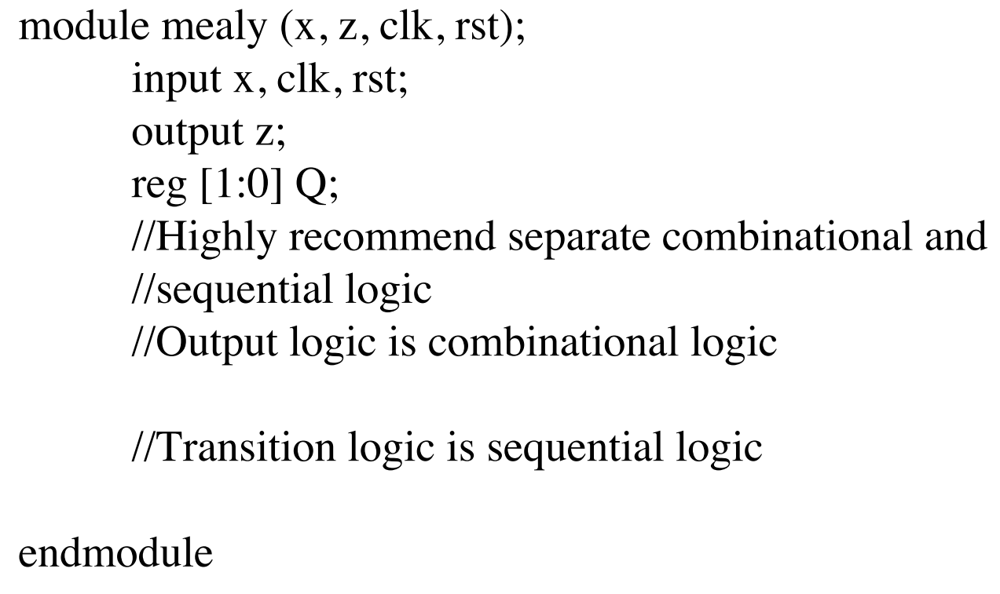 module mealy (x, z, clk, rst);
input x, clk, rst;
output z;
reg [1:0] Q;
//Highly recommend separate combinational and
//sequential logic
//Output logic is combinational logic
//Transition logic is sequential logic
endmodule